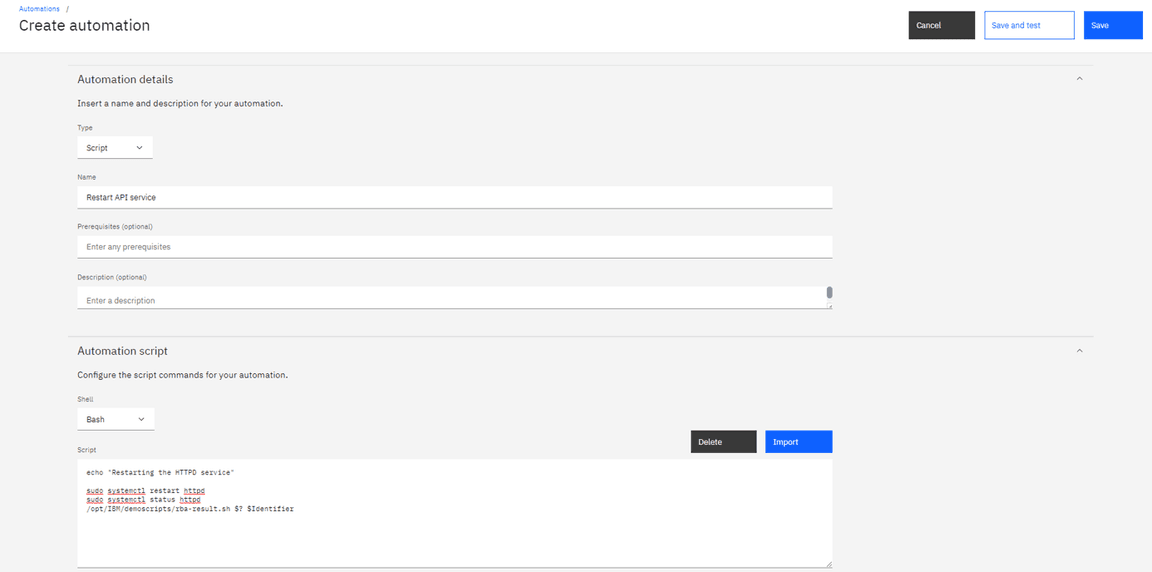 Automations /
Create automation
Cancel
Save and test
Save
Automation details
Insert a name and description for your automation.
Type
Script
Name
Restart API service
Prerequisites (optional)
Enter any prerequisites
Description (optional)
Enter a description
Automation script
Configure the script commands for your automation.
Shell
Bash
Delete
Import
Script
echo "Restarting the HTTPD service"
sudo systemctl restart httpd
sudo systemctl status httpd
/opt/IBM/demoscripts/rba-result.sh $? $Identifier